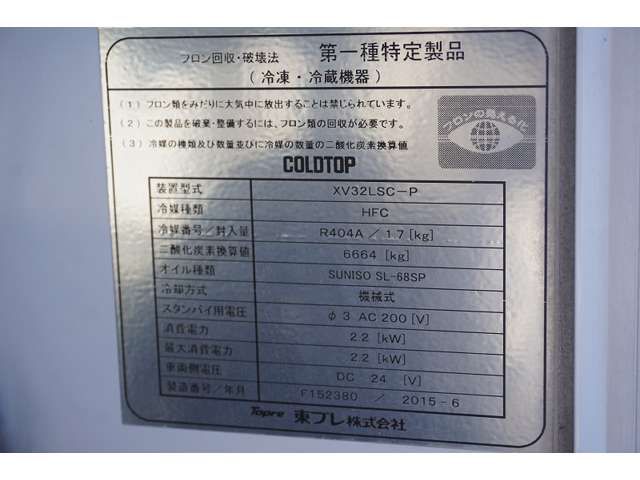 フロン回収・破壊法 第一種特定製品
(冷凍・冷蔵機器)
(1) フロン類をみだりに大気中に放出することは禁じられています。
(2) この製品を廃棄・整備するには、フロン類の回収が必要です。
(3) 冷媒の種類及び数量並びに冷媒の数量の二酸化炭素換算値
フロンの見える化
COLDTOP
装置型式 XV32LSC-P
冷媒種類 HFC
冷媒番号/封入量 R404A / 1.7 [kg]
二酸化炭素換算値 6664 [kg]
オイル種類 SUNISO SL-68SP
冷却方式 機械式
スタンバイ用電圧 φ3 AC 200 [V]
消費電力 2.2 [kW]
最大消費電力 2.2 [kW]
車両側電圧 DC 24 [V]
製造番号/年月 F152380 / 2015-6
Topre 東プレ株式会社